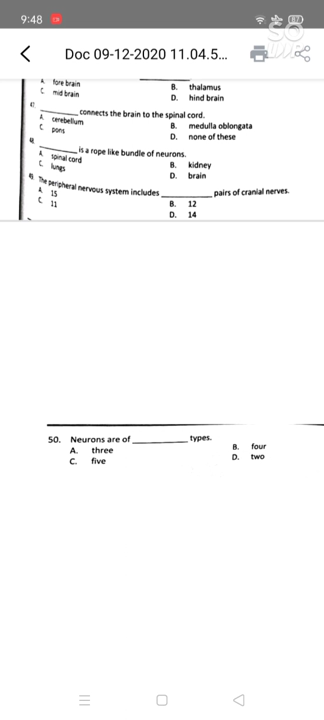 9:48
87
Doc 09-12-2020 11.04.5...
A. fore brain B. thalamus
C. mid brain D. hind brain
47. ________ connects the brain to the spinal cord.
A. cerebellum B. medulla oblongata
C. pons D. none of these
48. ________ is a rope like bundle of neurons.
A. spinal cord B. kidney
C. lungs D. brain
49. The peripheral nervous system includes ________ pairs of cranial nerves.
A. 15 B. 12
C. 11 D. 14
50. Neurons are of ________ types.
A. three B. four
C. five D. two